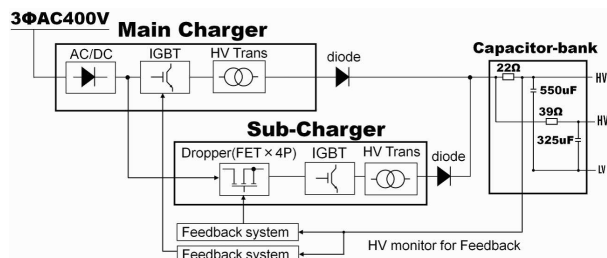 3ΦAC400V
Main Charger
AC/DC IGBT HV Trans
diode
Capacitor-bank
22Ω
HV
550uF
39Ω
HV
325uF
LV
Sub-Charger
Dropper(FET×4P) IGBT HV Trans
diode
Feedback system
HV monitor for Feedback
Feedback system